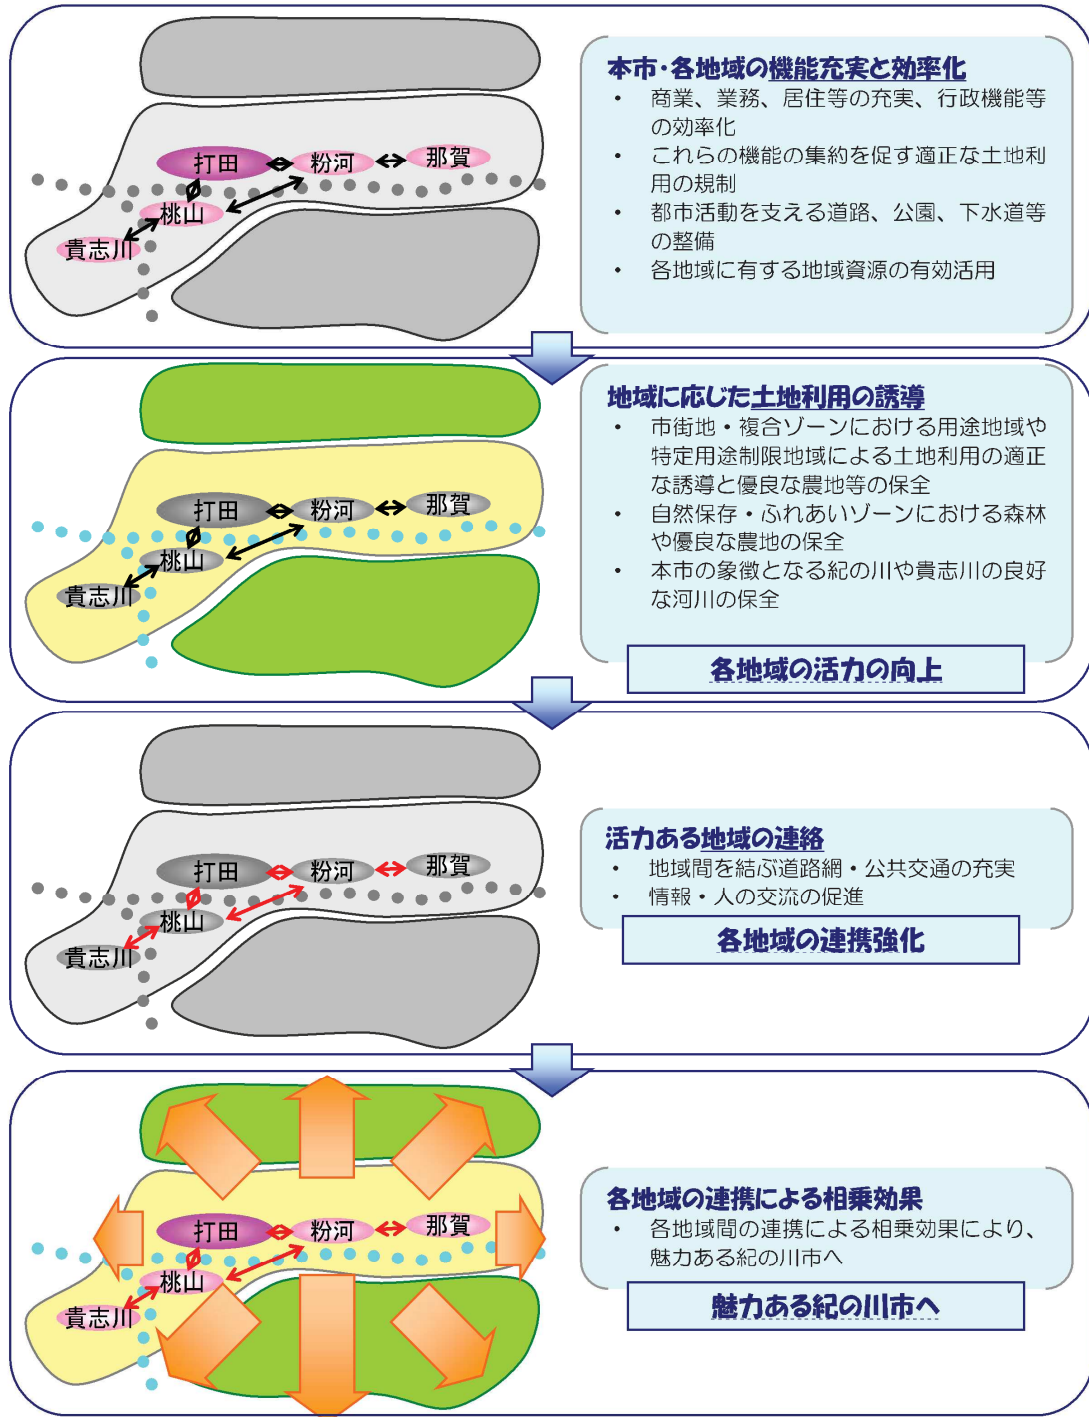 本市・各地域の機能充実と効率化
・ 商業、業務、居住等の充実、行政機能等
の効率化
・ これらの機能の集約を促す適正な土地利
用の規制
・ 都市活動を支える道路、公園、下水道等
の整備
・ 各地域に有する地域資源の有効活用
打田
粉河
那賀
桃山
貴志川
地域に応じた土地利用の誘導
・ 市街地・複合ゾーンにおける用途地域や
特定用途制限地域による土地利用の適正
な誘導と優良な農地等の保全
・ 自然保存・ふれあいゾーンにおける森林
や優良な農地の保全
・ 本市の象徴となる紀の川や貴志川の良好
な河川の保全
各地域の活力の向上
打田
粉河
那賀
桃山
貴志川
活力ある地域の連絡
・ 地域間を結ぶ道路網・公共交通の充実
・ 情報・人の交流の促進
各地域の連携強化
打田
粉河
那賀
桃山
貴志川
各地域の連携による相乗効果
・ 各地域間の連携による相乗効果により、
魅力ある紀の川市へ
魅力ある紀の川市へ
打田
粉河
那賀
桃山
貴志川